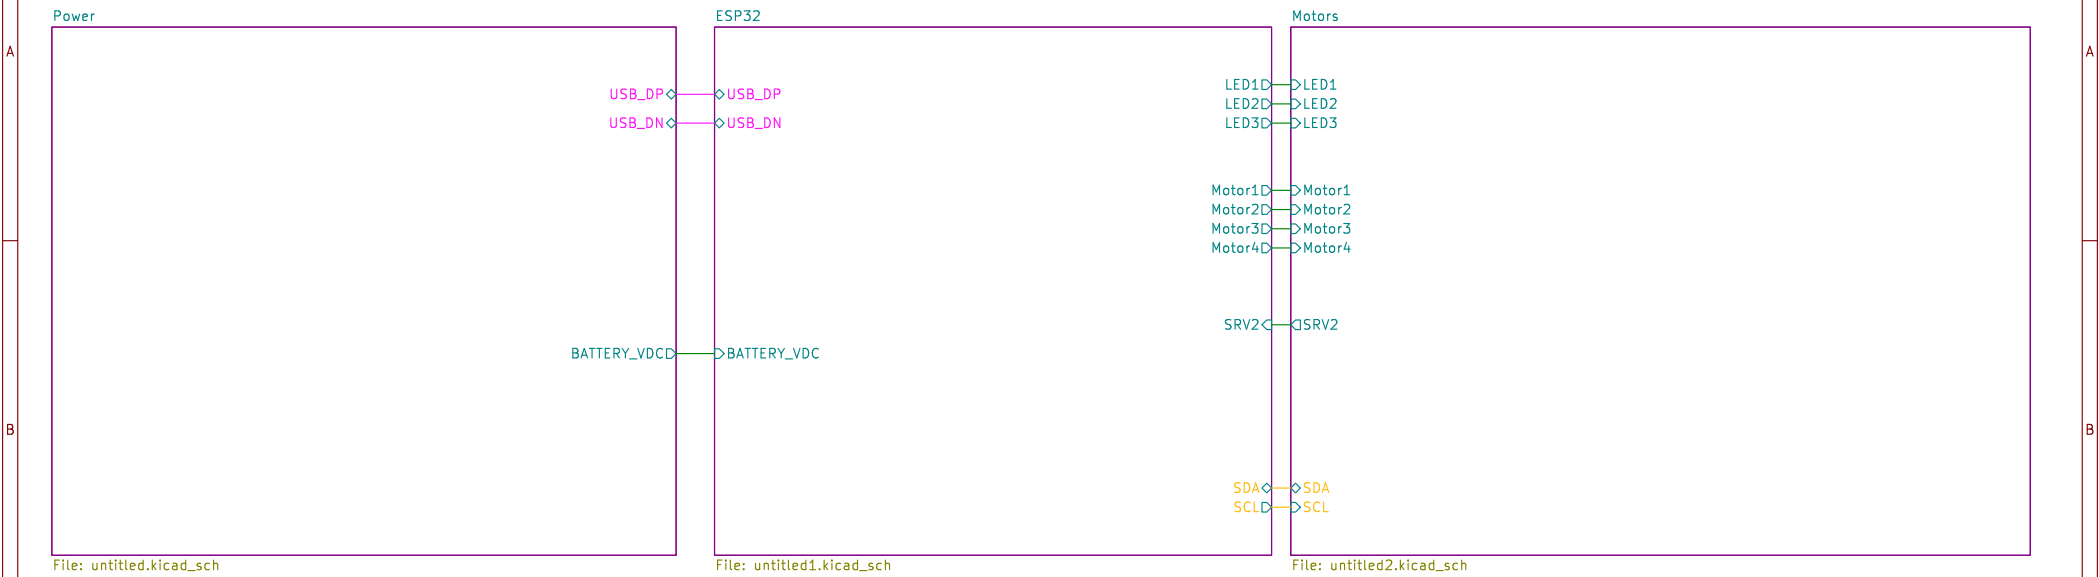 Power
ESP32
Motors
A
A
USB_DP
USB_DN
USB_DP
USB_DN
LED1
LED2
LED3
LED1
LED2
LED3
Motor1
Motor2
Motor3
Motor4
Motor1
Motor2
Motor3
Motor4
SRV2
SRV2
BATTERY_VDC
BATTERY_VDC
B
B
SDA
SCL
SDA
SCL
File: untitled.kicad_sch
File: untitled1.kicad_sch
File: untitled2.kicad_sch